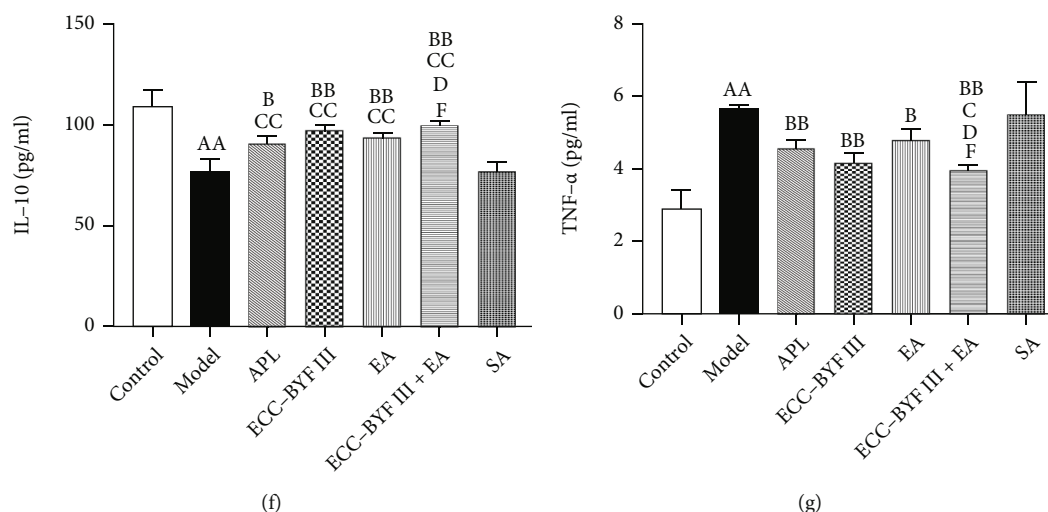 150
100
50
0
IL–10 (pg/ml)
AA
B
CC
BB
CC
BB
CC
BB
CC
D
F
Control
Model
APL
ECC–BYF III
EA
ECC–BYF III + EA
SA
(f)
8
6
4
2
0
TNF–α (pg/ml)
AA
BB
BB
B
BB
C
D
F
Control
Model
APL
ECC–BYF III
EA
ECC–BYF III + EA
SA
(g)